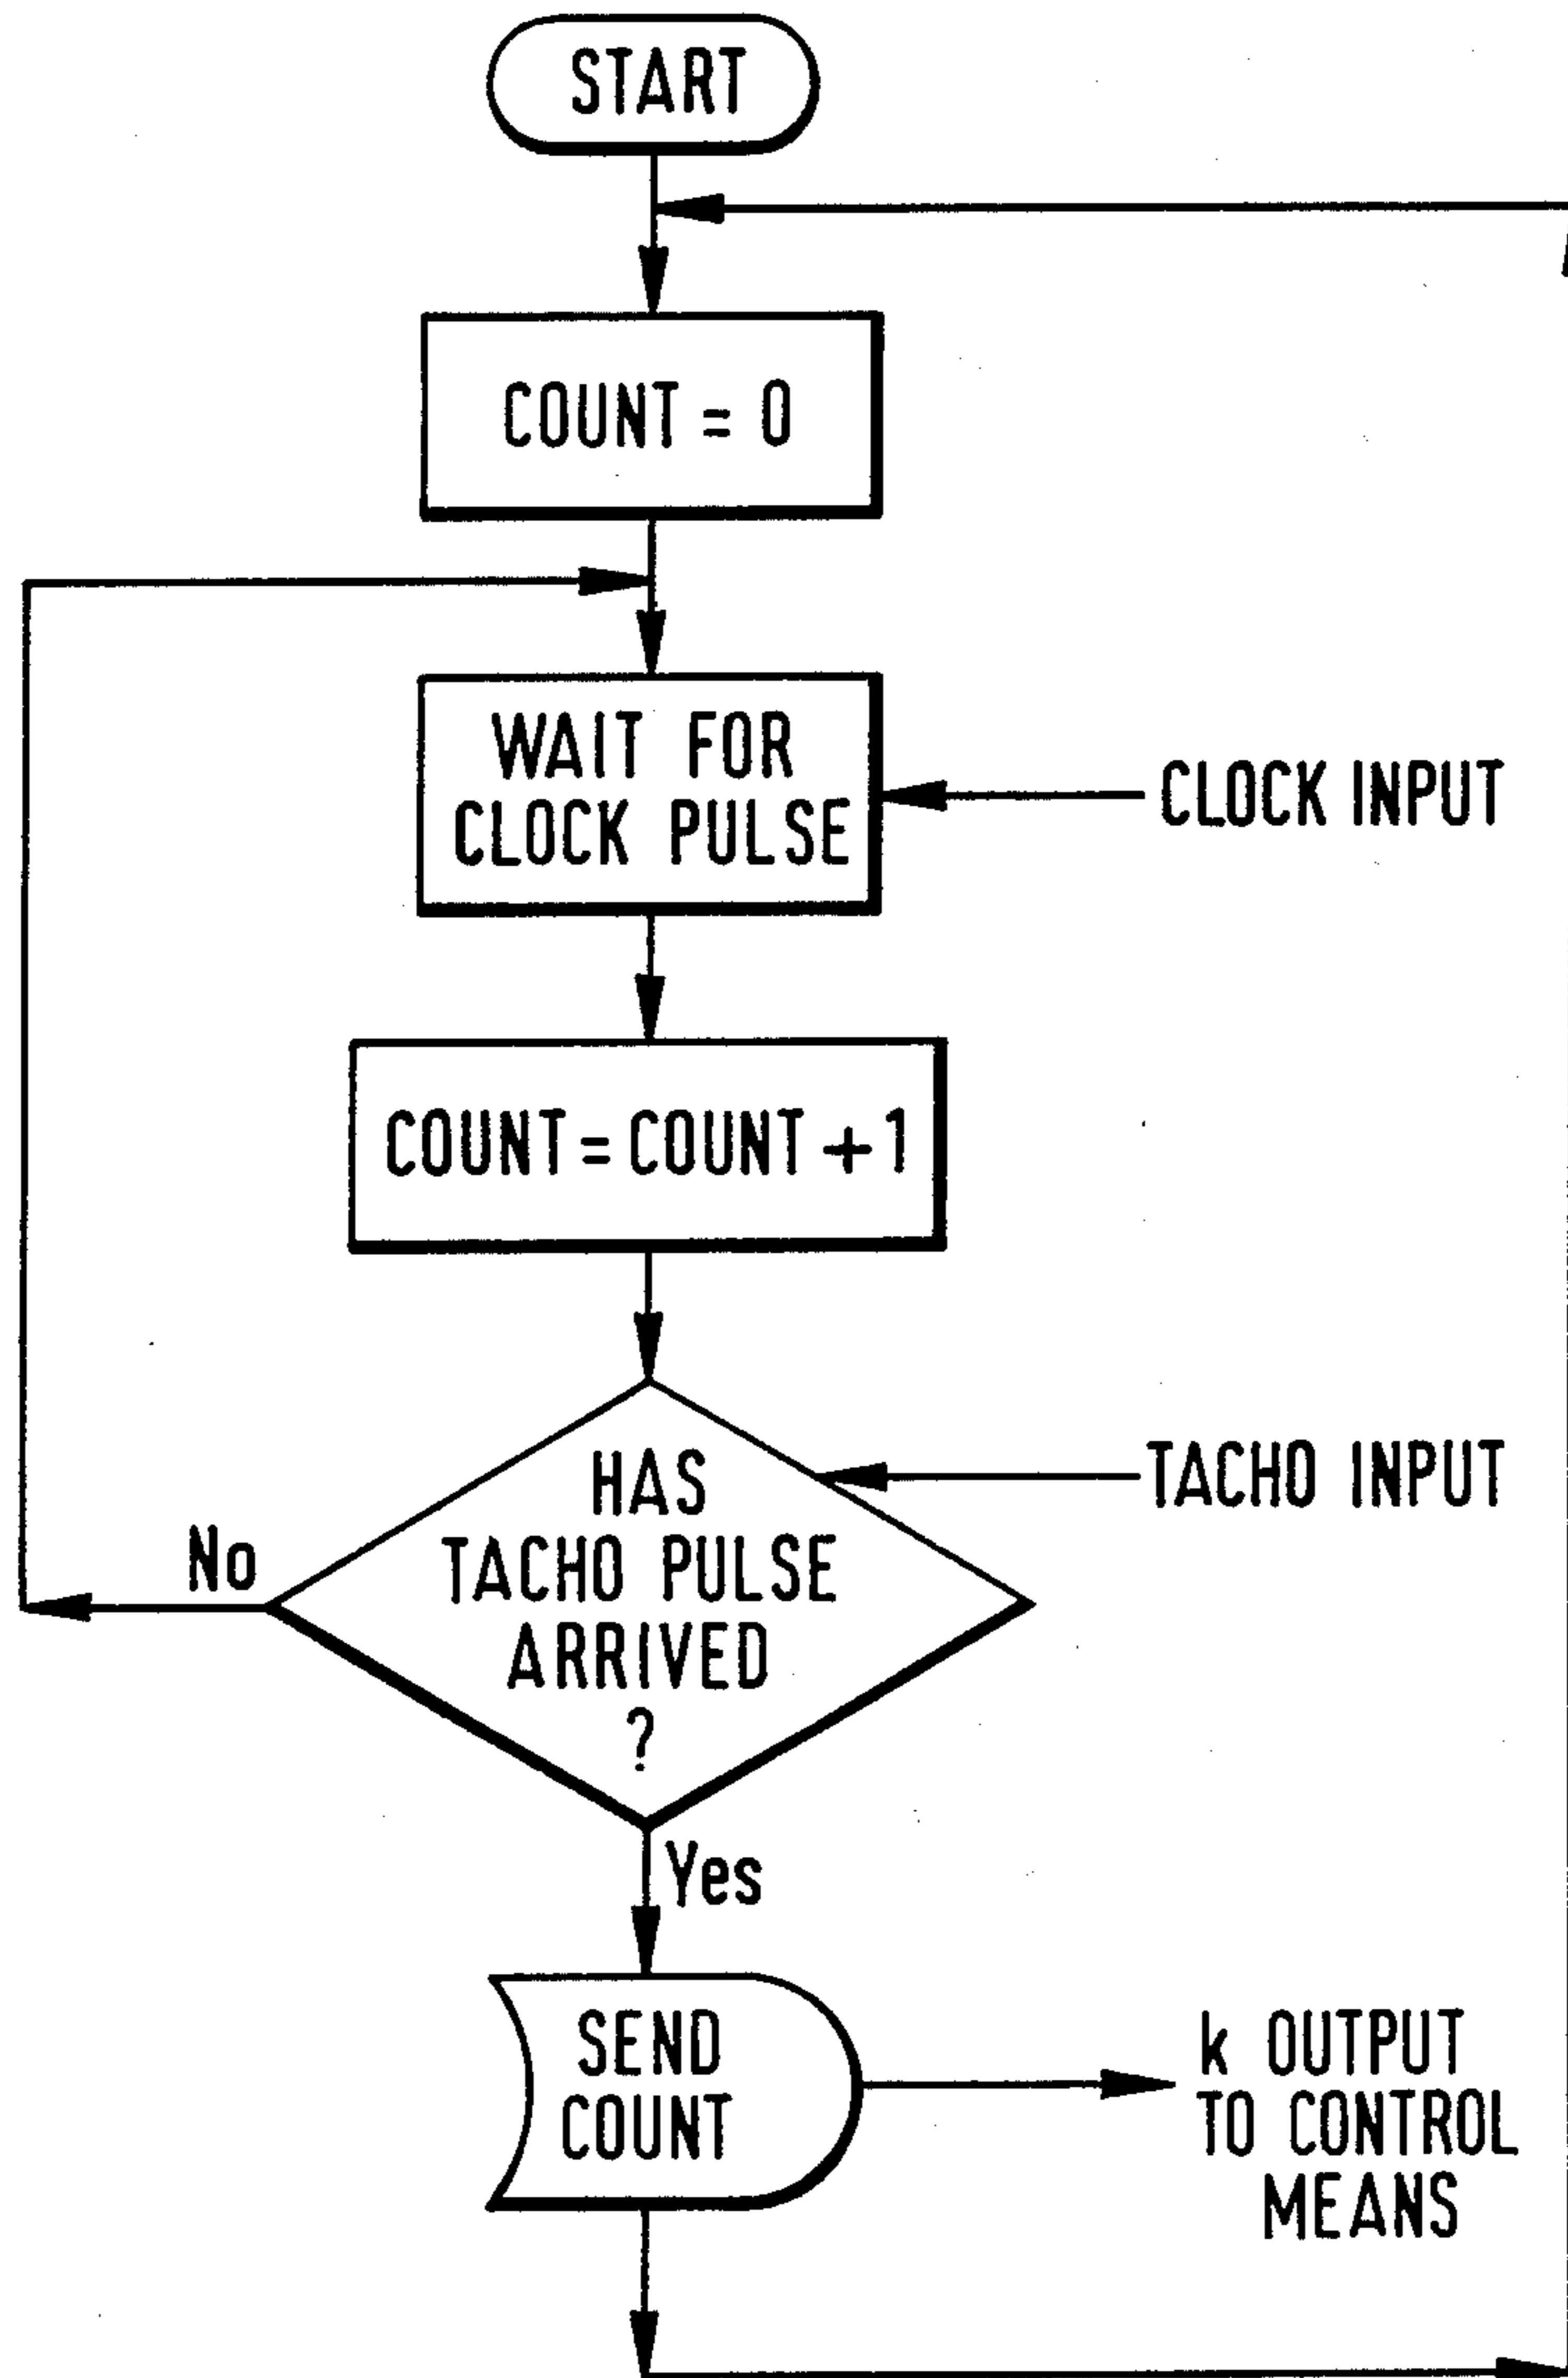 START
COUNT = 0
WAIT FOR
CLOCK PULSE
CLOCK INPUT
COUNT = COUNT + 1
HAS
TACHO PULSE
ARRIVED
?
TACHO INPUT
No
Yes
SEND
COUNT
k OUTPUT
TO CONTROL
MEANS